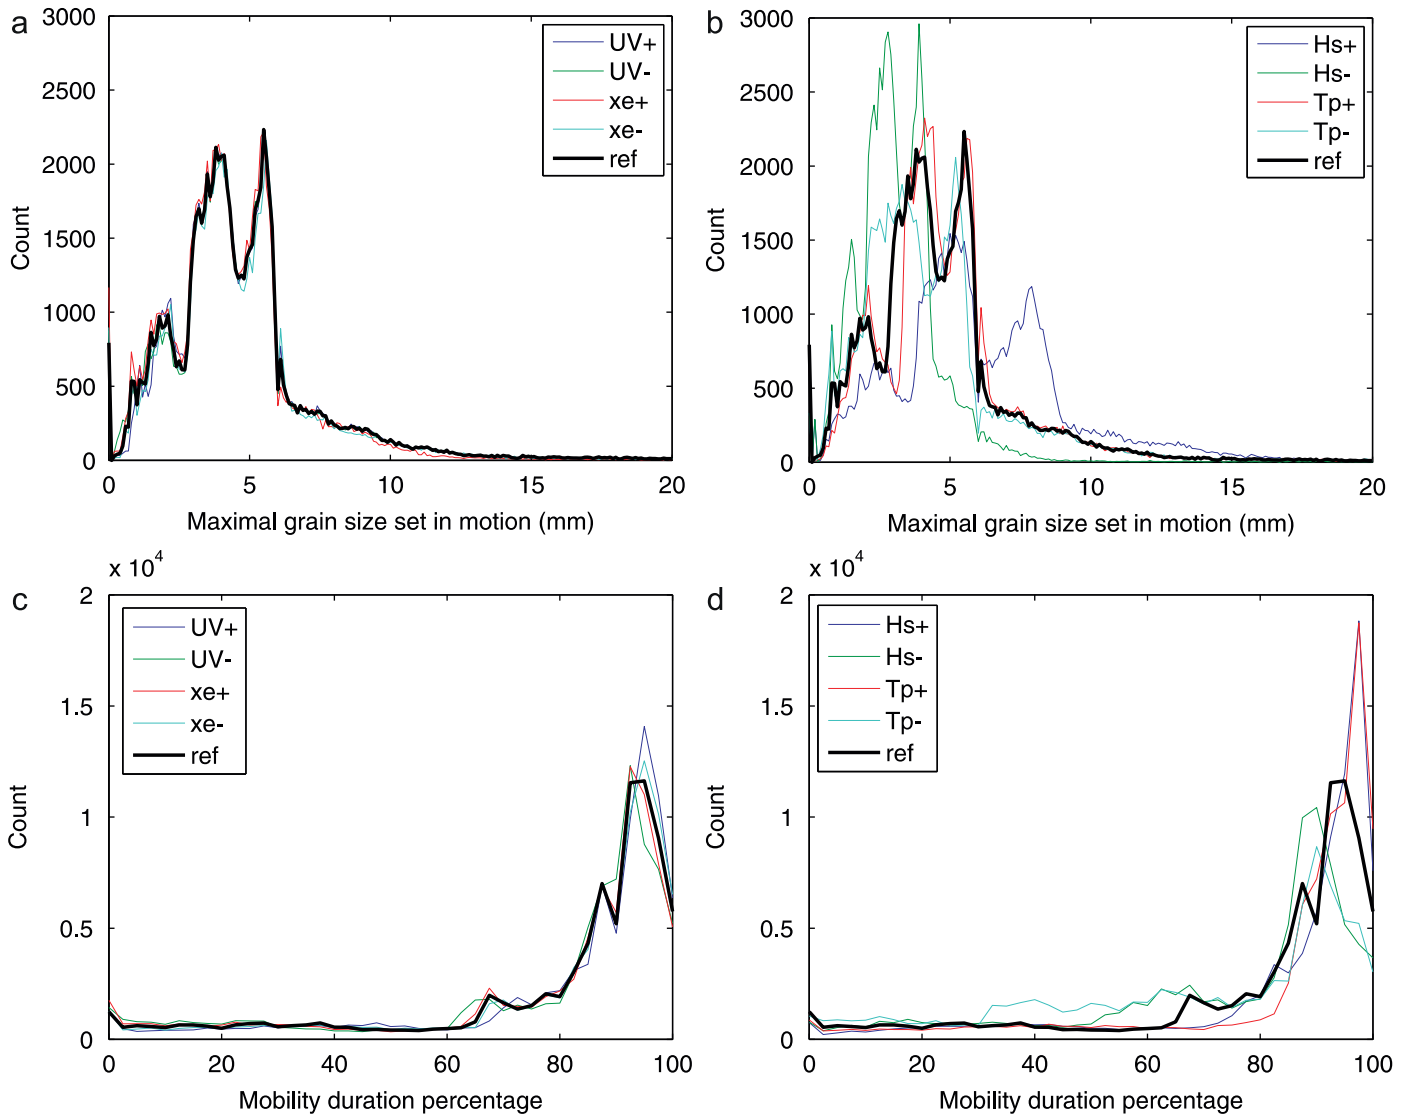 a
3000
2500
2000
1500
1000
500
0
Count
0 5 10 15 20
Maximal grain size set in motion (mm)
UV+
UV-
xe+
xe-
ref
b
3000
2500
2000
1500
1000
500
0
Count
0 5 10 15 20
Maximal grain size set in motion (mm)
Hs+
Hs-
Tp+
Tp-
ref
c
x 10⁴
2
1.5
1
0.5
0
Count
0 20 40 60 80 100
Mobility duration percentage
UV+
UV-
xe+
xe-
ref
d
x 10⁴
2
1.5
1
0.5
0
Count
0 20 40 60 80 100
Mobility duration percentage
Hs+
Hs-
Tp+
Tp-
ref